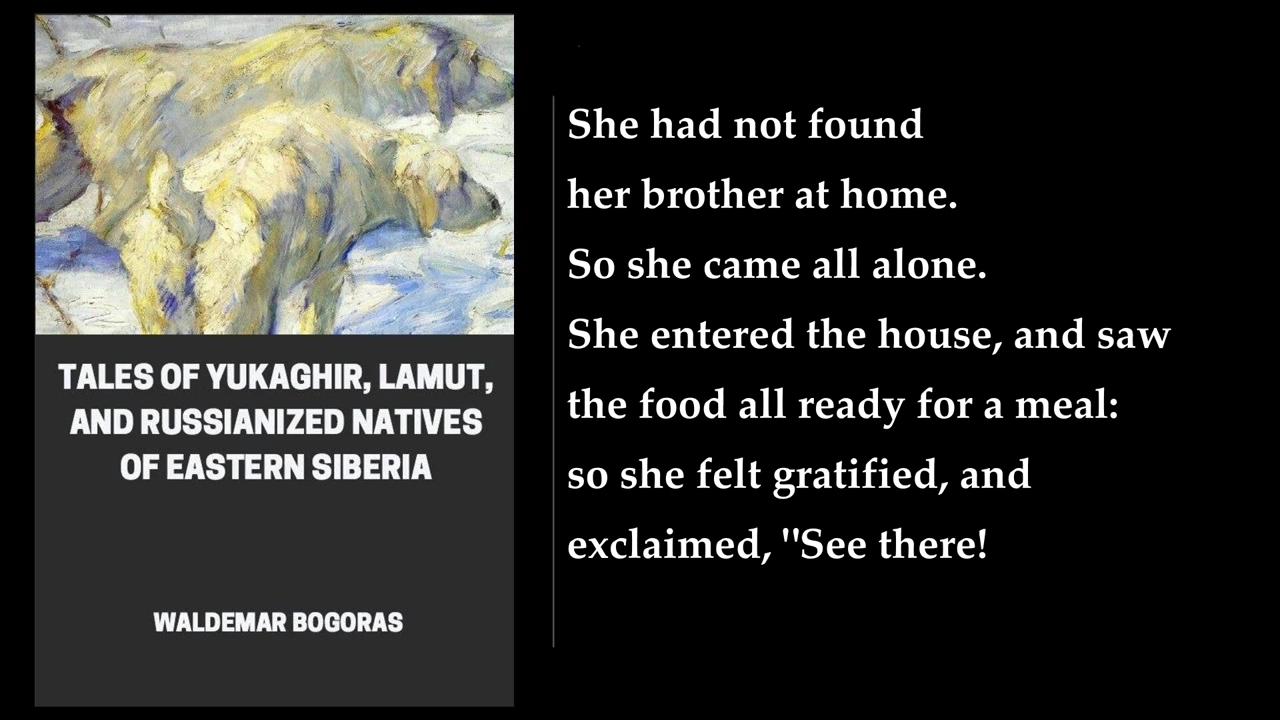 TALES OF YUKAGHIR, LAMUT,
AND RUSSIANIZED NATIVES
OF EASTERN SIBERIA
WALDEMAR BOGORAS
She had not found
her brother at home.
So she came all alone.
She entered the house, and saw
the food all ready for a meal:
so she felt gratified, and
exclaimed, "See there!